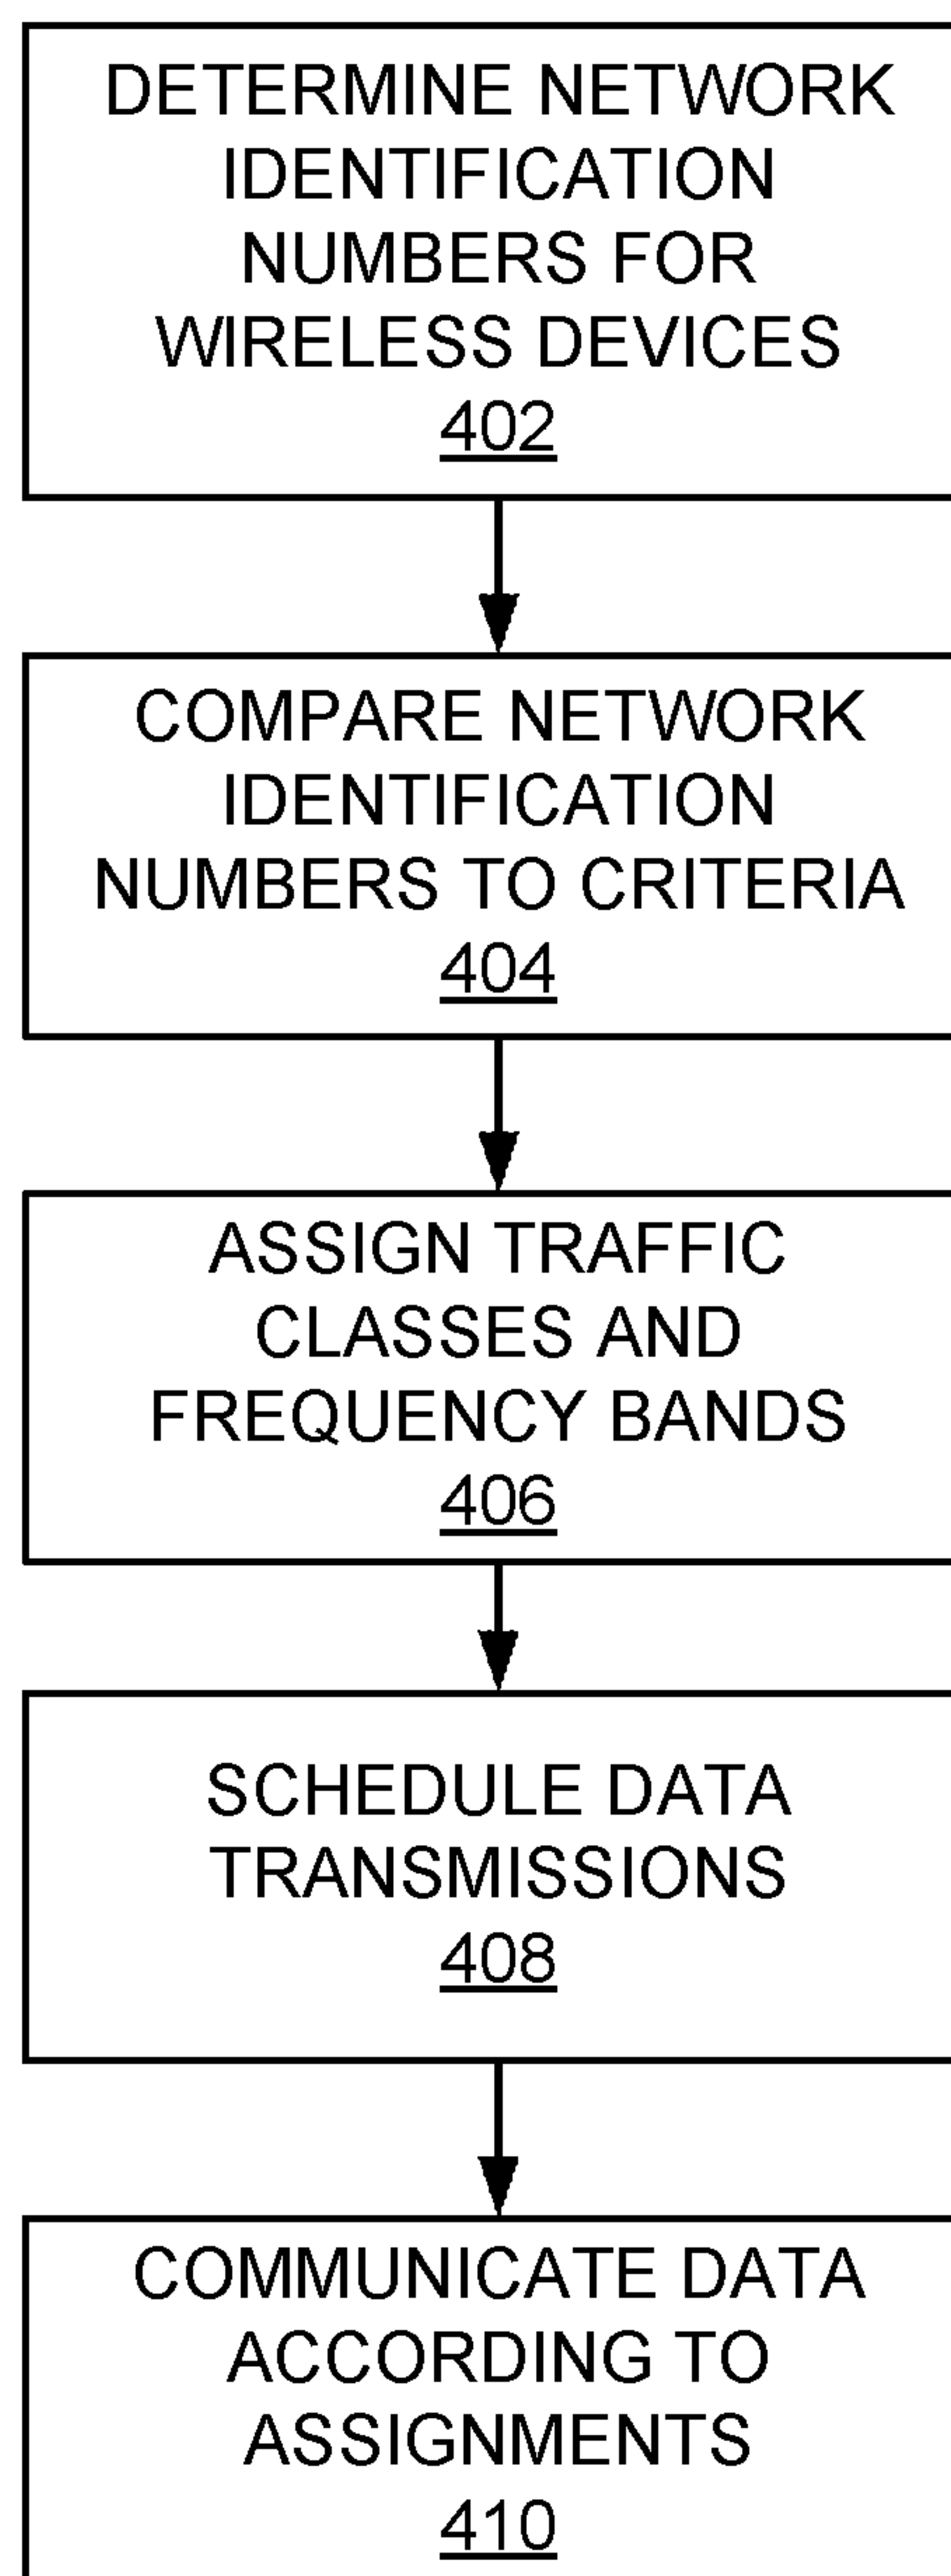 DETERMINE NETWORK
IDENTIFICATION
NUMBERS FOR
WIRELESS DEVICES
402
COMPARE NETWORK
IDENTIFICATION
NUMBERS TO CRITERIA
404
ASSIGN TRAFFIC
CLASSES AND
FREQUENCY BANDS
406
SCHEDULE DATA
TRANSMISSIONS
408
COMMUNICATE DATA
ACCORDING TO
ASSIGNMENTS
410